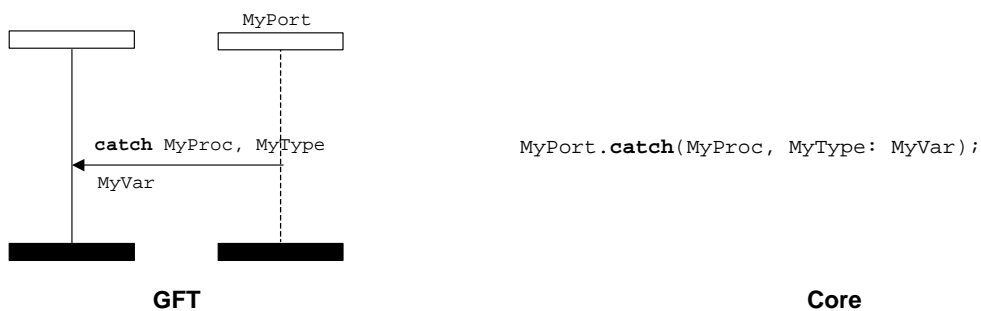 MyPort
catch MyProc, MyType
MyVar
MyPort.catch(MyProc, MyType: MyVar);
GFT
Core